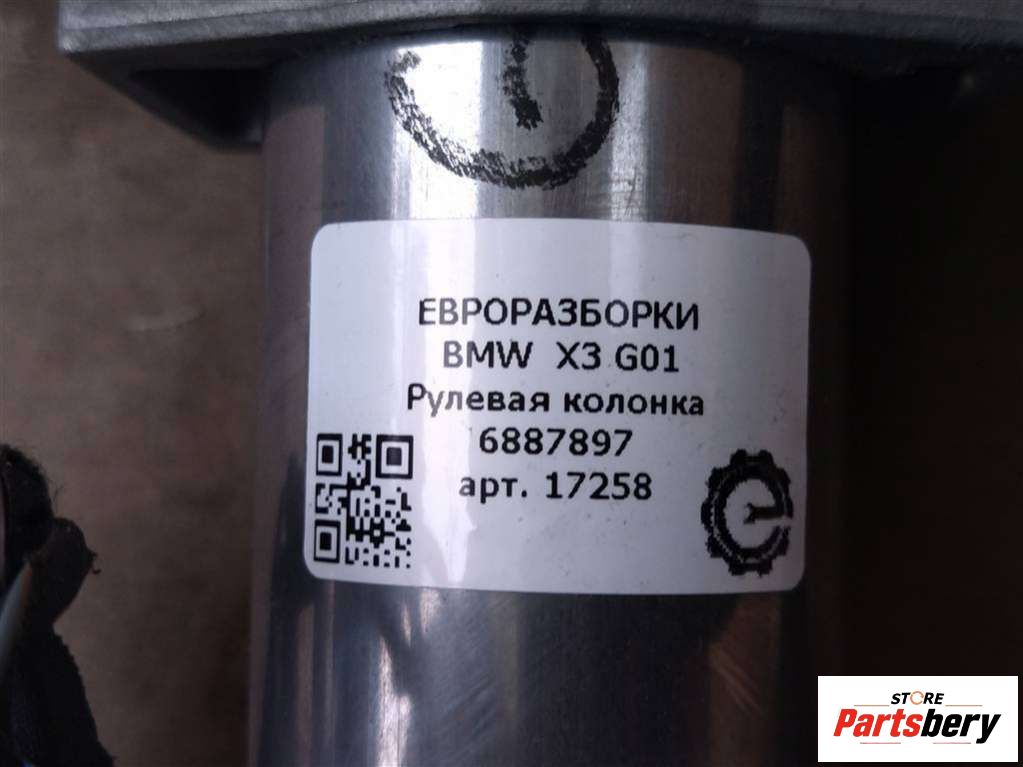 ЕВРОРАЗБОРКИ
BMW X3 G01
Рулевая колонка
6887897
арт. 17258
STORE
Partsbery